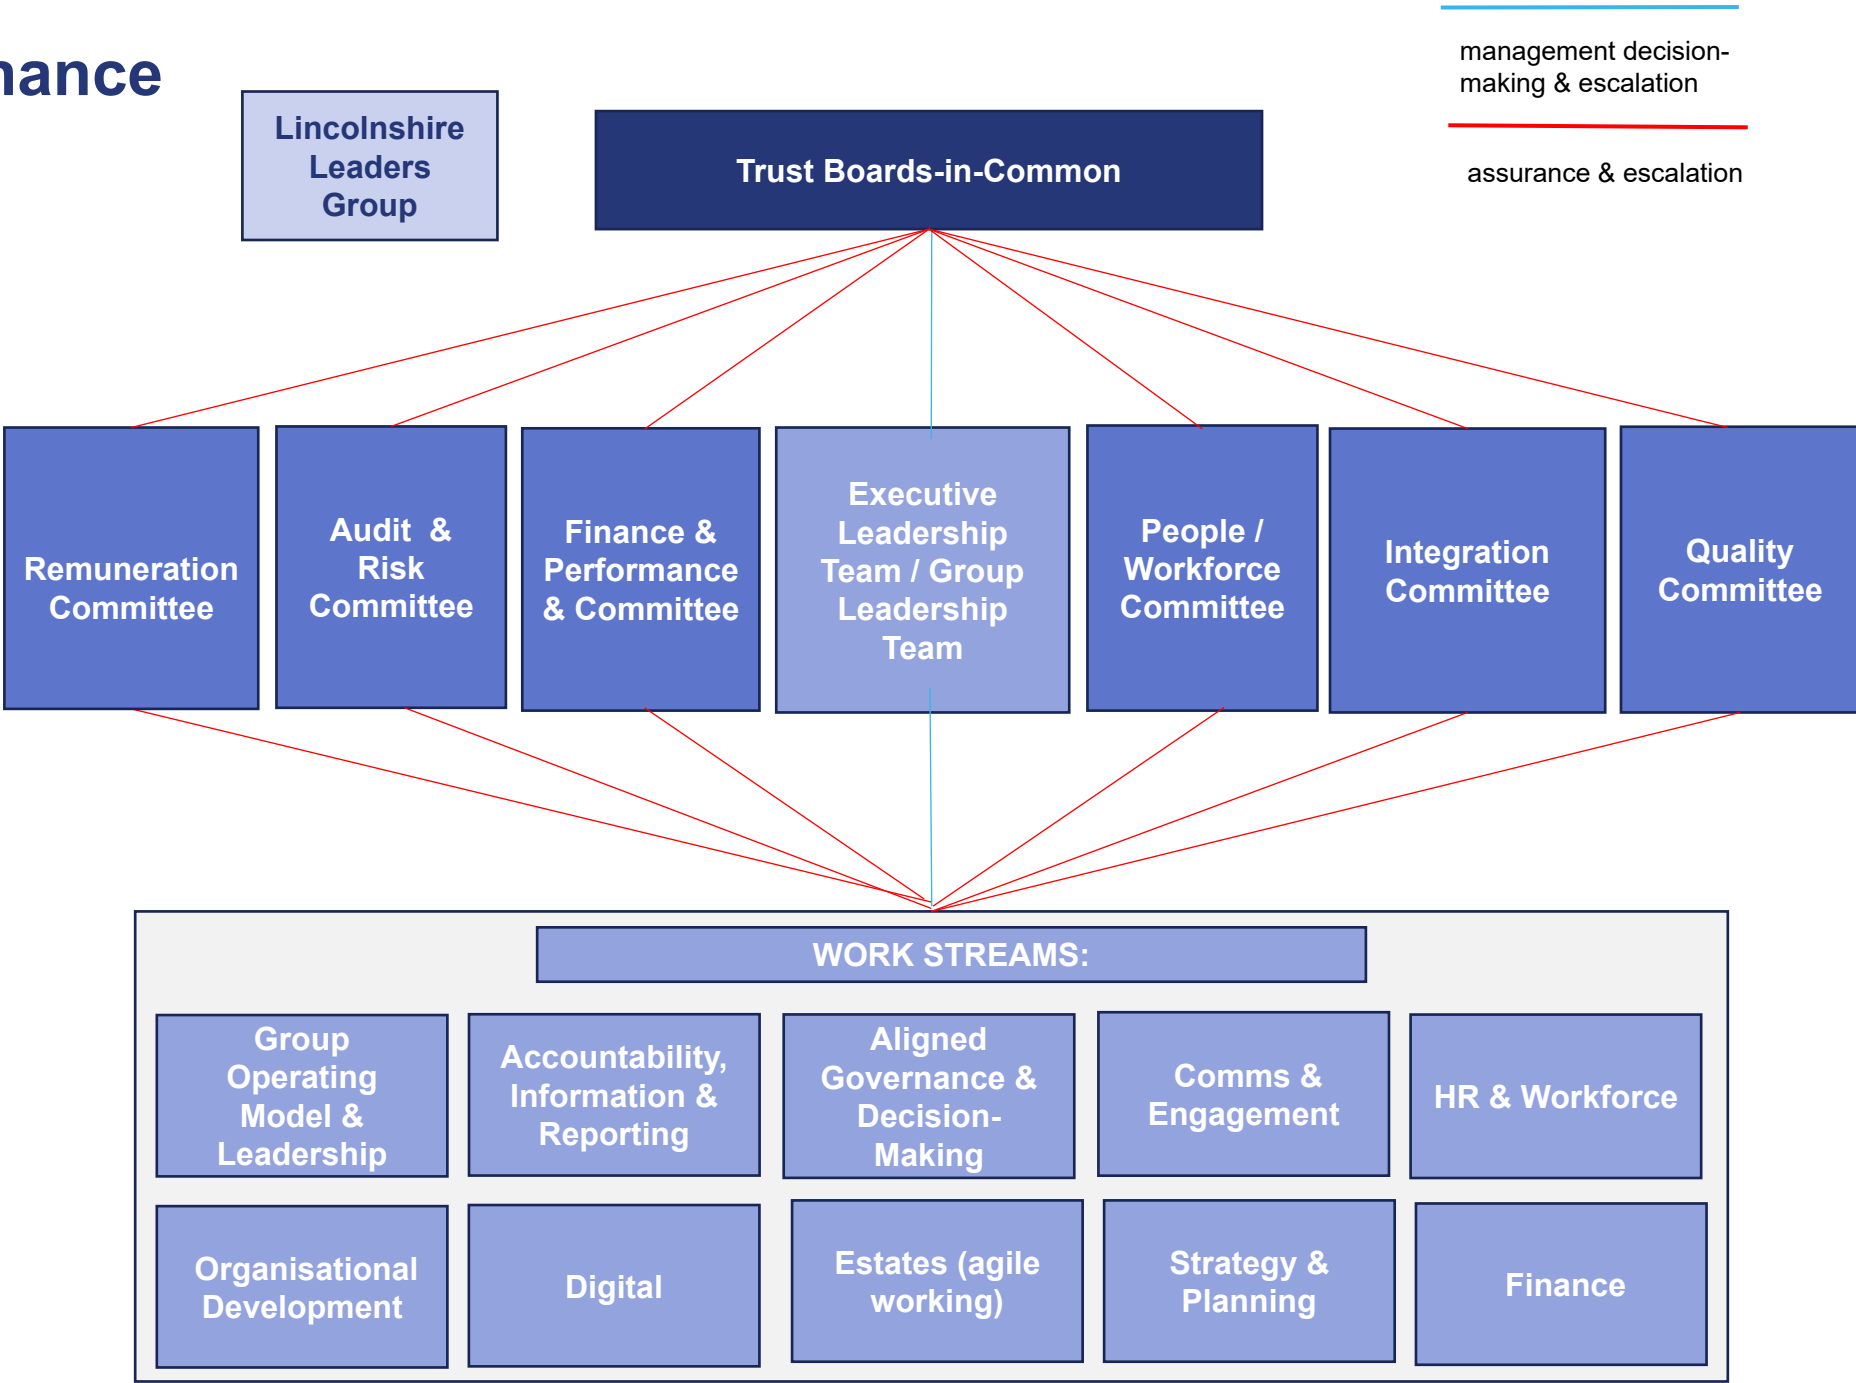 nance
management decision-
making & escalation
assurance & escalation
Lincolnshire
Leaders
Group
Trust Boards-in-Common
Remuneration
Committee
Audit & 
Risk
Committee
Finance &
Performance
& Committee
Executive
Leadership
Team / Group
Leadership
Team
People /
Workforce
Committee
Integration
Committee
Quality
Committee
WORK STREAMS:
Group
Operating
Model &
Leadership
Accountability,
Information &
Reporting
Aligned
Governance &
Decision-
Making
Comms &
Engagement
HR & Workforce
Organisational
Development
Digital
Estates (agile
working)
Strategy &
Planning
Finance